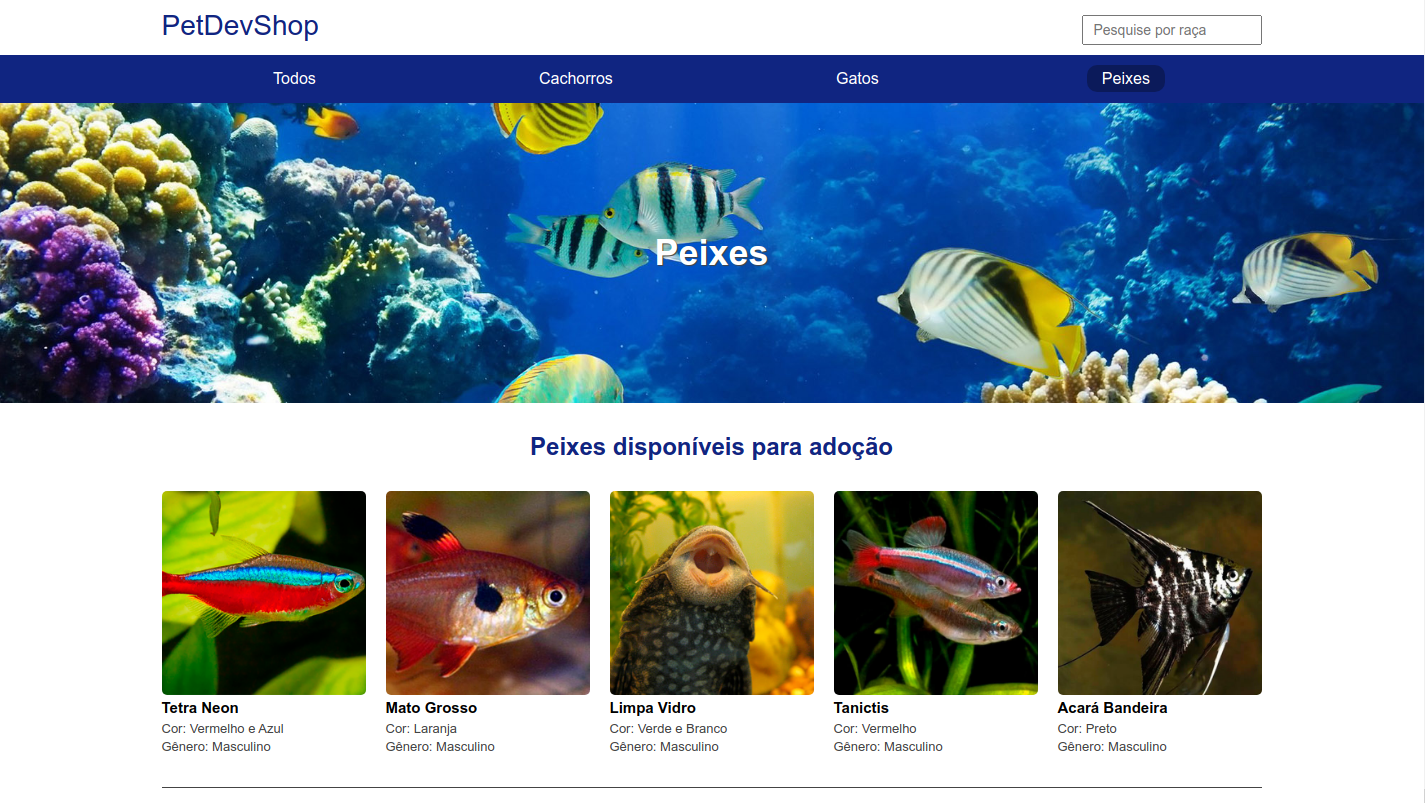 PetDevShop
Pesquise por raça
Todos
Cachorros
Gatos
Peixes
Peixes
Peixes disponíveis para adoção
Tetra Neon
Cor: Vermelho e Azul
Gênero: Masculino
Mato Grosso
Cor: Laranja
Gênero: Masculino
Limpa Vidro
Cor: Verde e Branco
Gênero: Masculino
Tanictis
Cor: Vermelho
Gênero: Masculino
Acará Bandeira
Cor: Preto
Gênero: Masculino